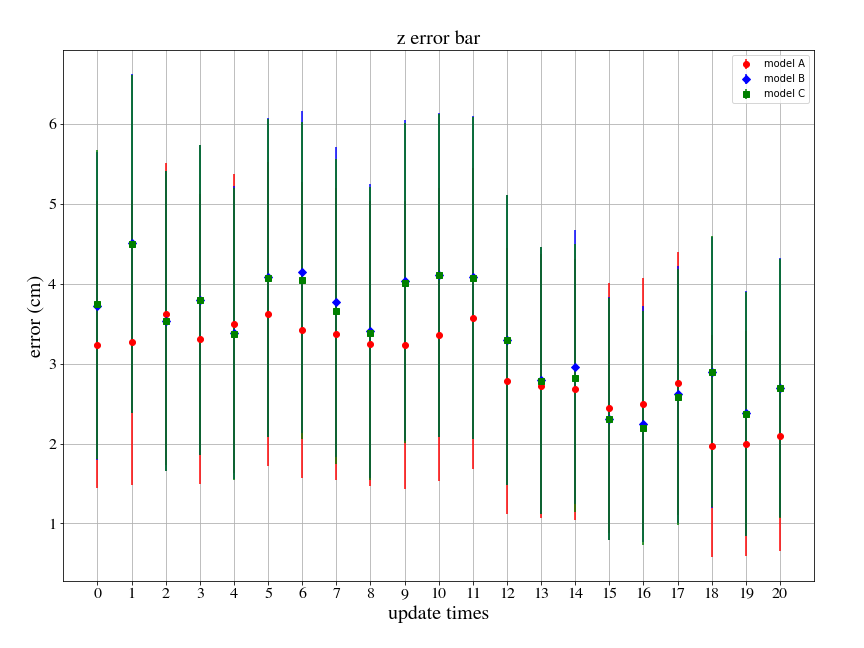 z error bar
model A
model B
model C
6
5
4
3
2
1
error (cm)
0 1 2 3 4 5 6 7 8 9 10 11 12 13 14 15 16 17 18 19 20
update times